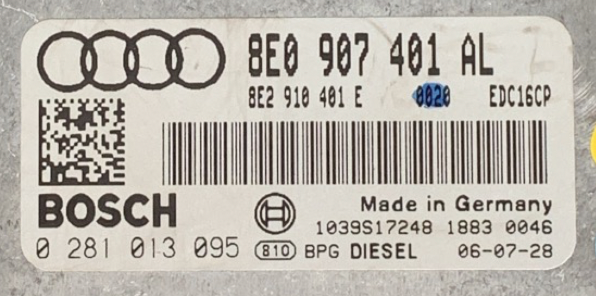 8E0 907 401 AL
8E2 910 401 E 0020 EDC16CP
BOSCH
Made in Germany
1039S17248 1883 0046
0 281 013 095 810 BPG DIESEL 06-07-28